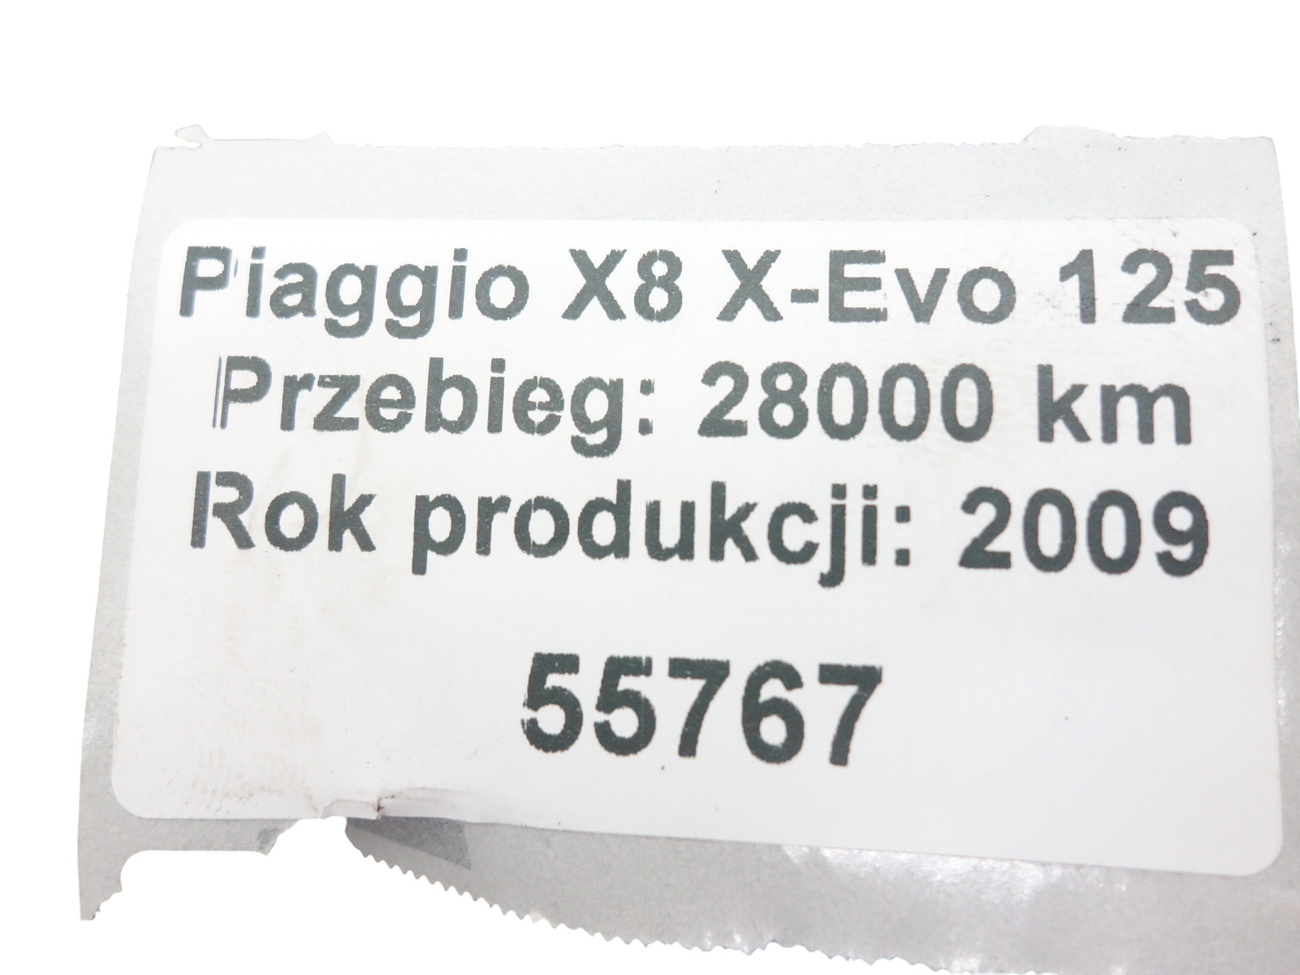 Piaggio X8 X-Evo 125
Przebieg: 28000 km
Rok produkcji: 2009
55767